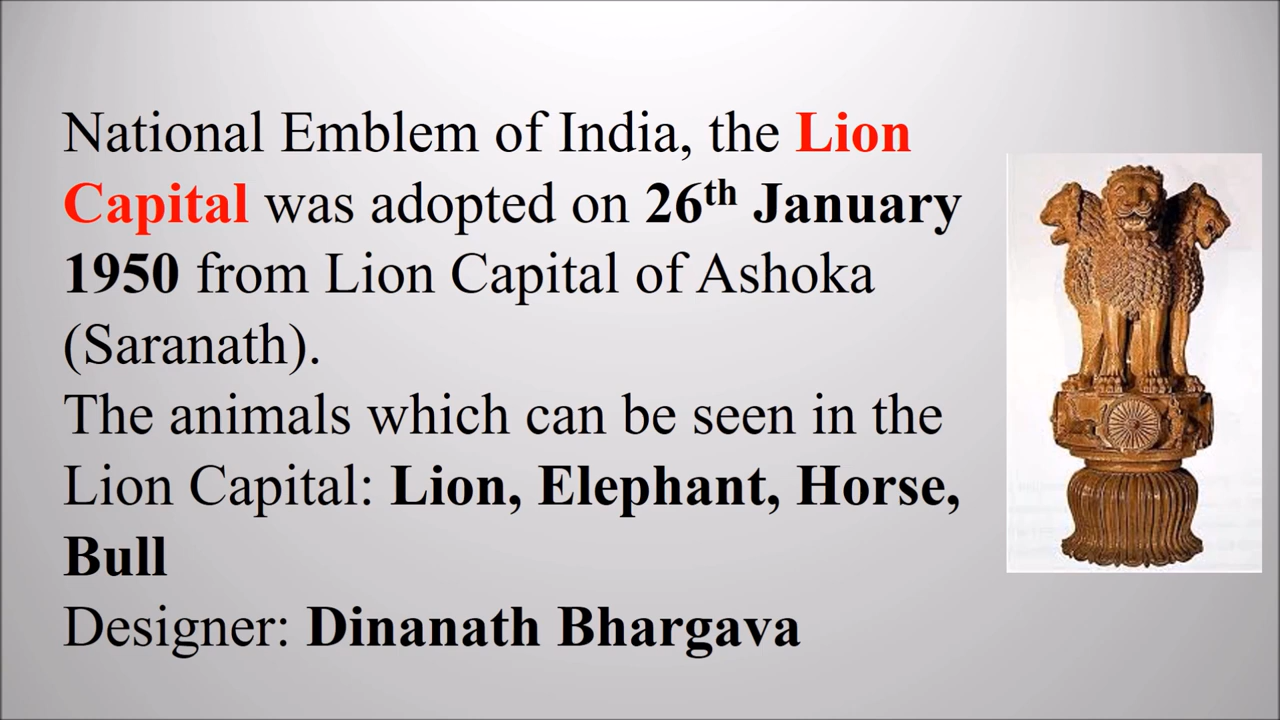 National Emblem of India, the Lion
Capital was adopted on 26th January
1950 from Lion Capital of Ashoka
(Saranath).
The animals which can be seen in the
Lion Capital: Lion, Elephant, Horse,
Bull
Designer: Dinanath Bhargava